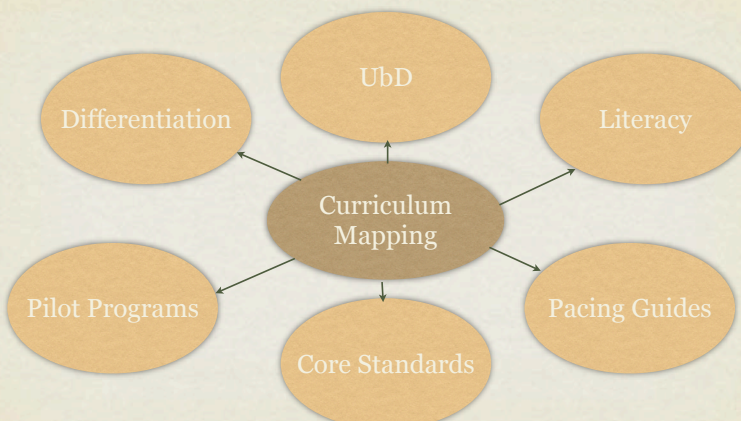 UbD
Differentiation
Literacy
Curriculum
Mapping
Pilot Programs
Pacing Guides
Core Standards